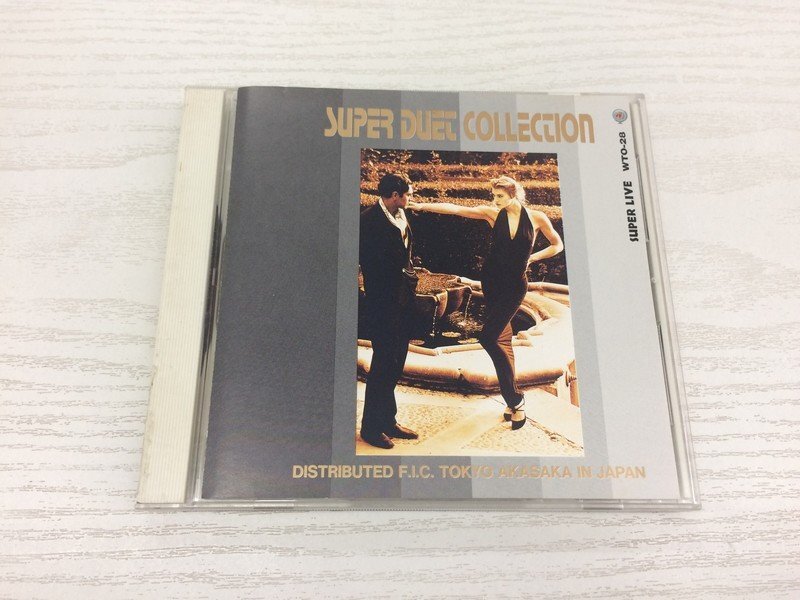 SUPER DUET COLLECTION
SUPER LIVE WTO-28
DISTRIBUTED F.I.C. TOKYO AKASAKA IN JAPAN